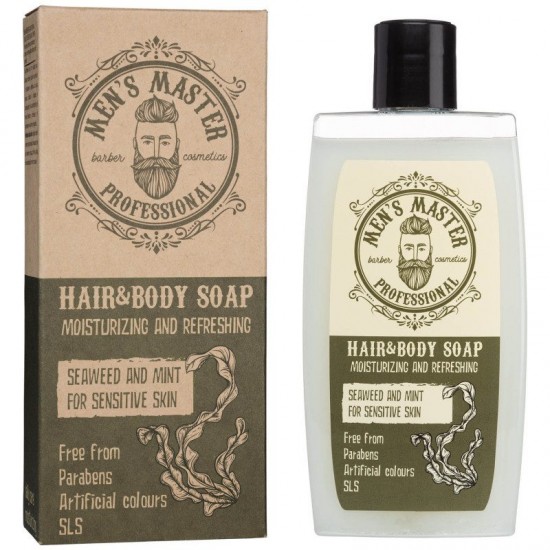 MEN'S MASTER
barber cosmetics
PROFESSIONAL
HAIR&BODY SOAP
MOISTURIZING AND REFRESHING
SEAWEED AND MINT
FOR SENSITIVE SKIN
Free from
Parabens
Artificial colours
SLS
MEN'S MASTER
barber cosmetics
PROFESSIONAL
HAIR&BODY SOAP
MOISTURIZING AND REFRESHING
SEAWEED AND MINT
FOR SENSITIVE SKIN
Free from
Parabens
Artificial colours
SLS